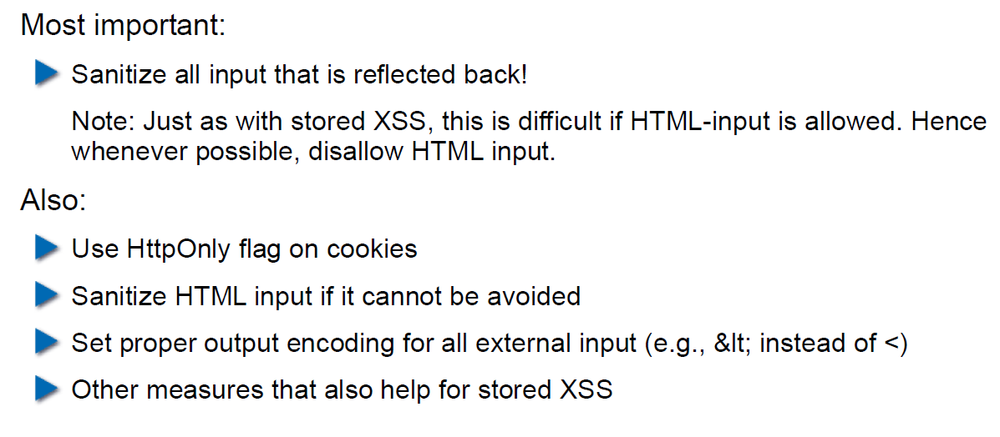 Most important:
Sanitize all input that is reflected back!
Note: Just as with stored XSS, this is difficult if HTML-input is allowed. Hence
whenever possible, disallow HTML input.
Also:
Use HttpOnly flag on cookies
Sanitize HTML input if it cannot be avoided
Set proper output encoding for all external input (e.g., &lt; instead of <)
Other measures that also help for stored XSS